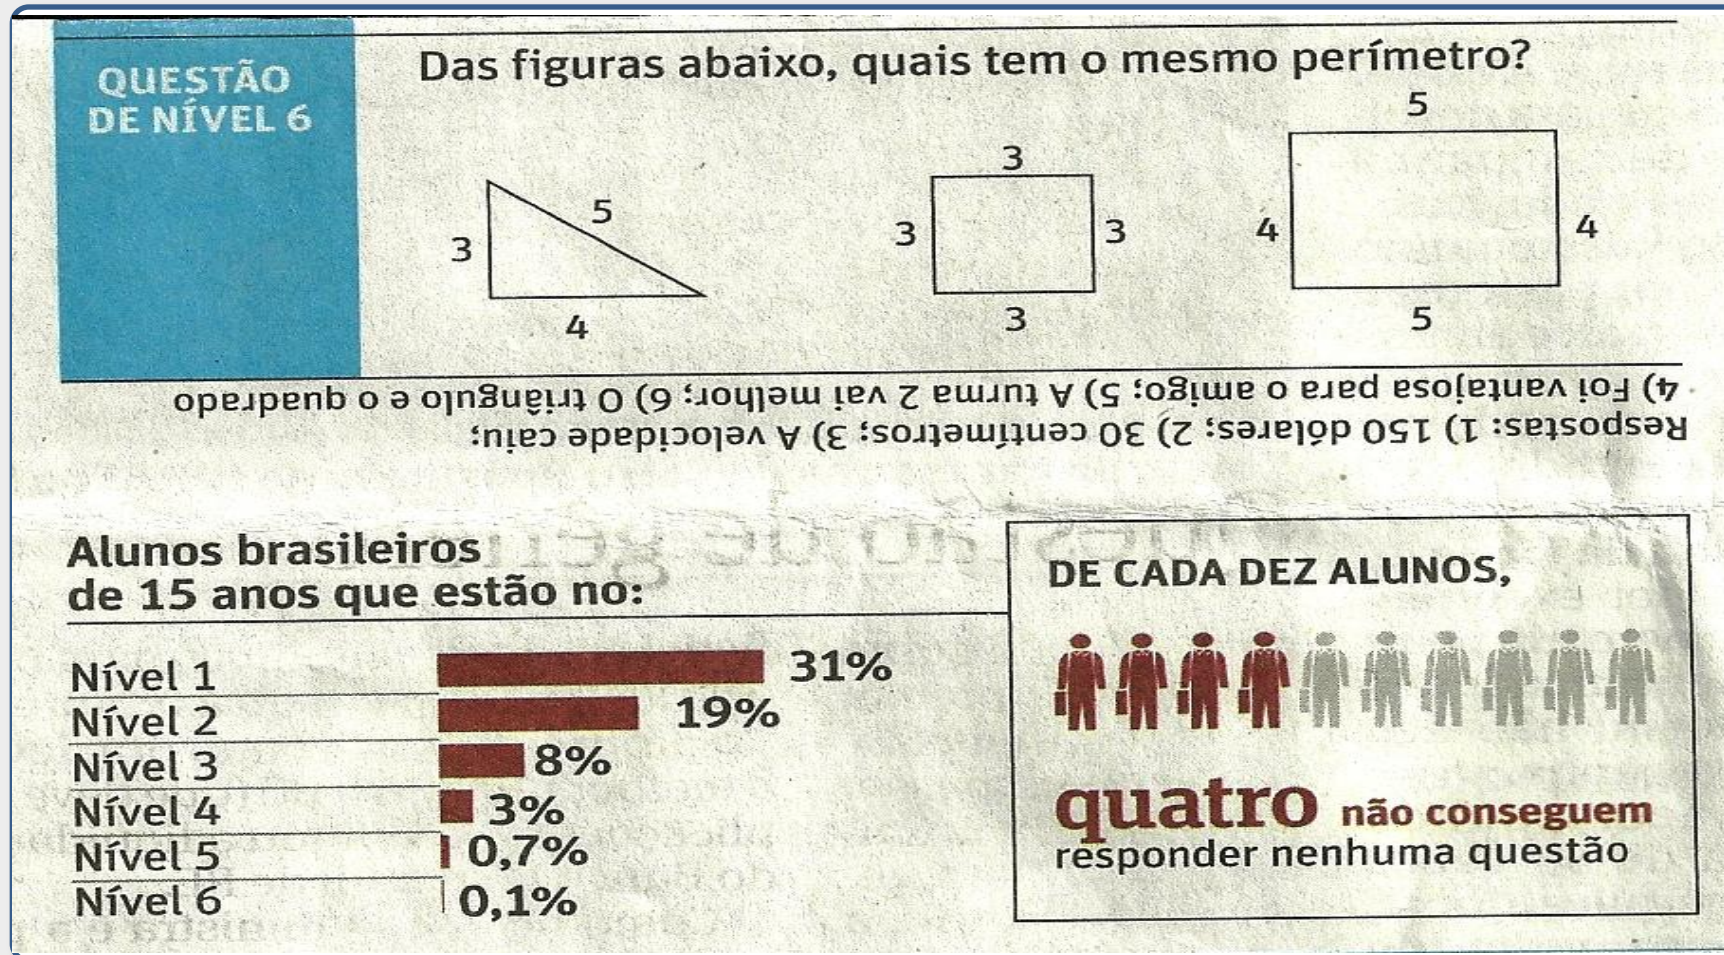 QUESTÃO
DE NÍVEL 6
Das figuras abaixo, quais tem o mesmo perímetro?
3
5
4
3
3
3
3
5
4
4
5
Respostas: 1) 150 dólares; 2) 30 centímetros; 3) A velocidade caiu;
4) Foi vantajosa para o amigo; 5) A turma 2 vai melhor; 6) O triângulo e o quadrado
Alunos brasileiros
de 15 anos que estão no:
Nível 1 31%
Nível 2 19%
Nível 3 8%
Nível 4 3%
Nível 5 0,7%
Nível 6 0,1%
DE CADA DEZ ALUNOS,
quatro não conseguem
responder nenhuma questão